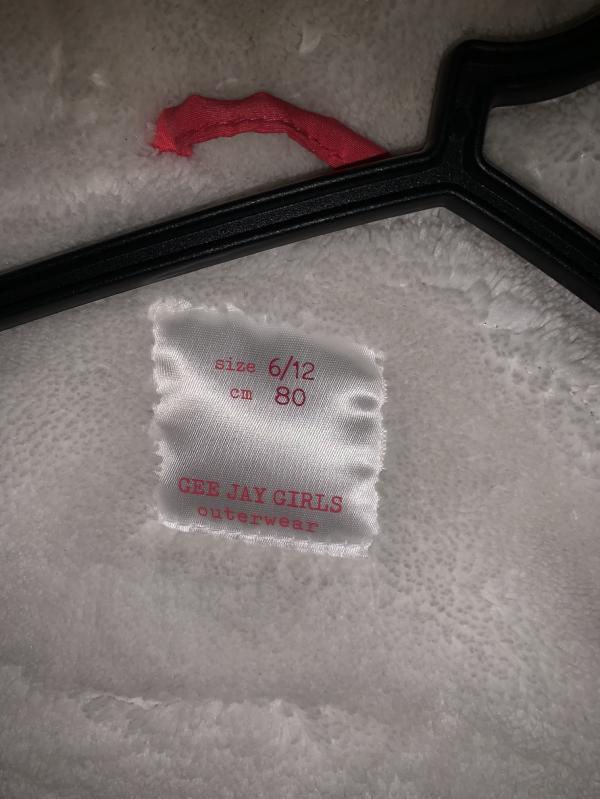 size 6/12
cm 80
GEE JAY GIRLS
outerwear